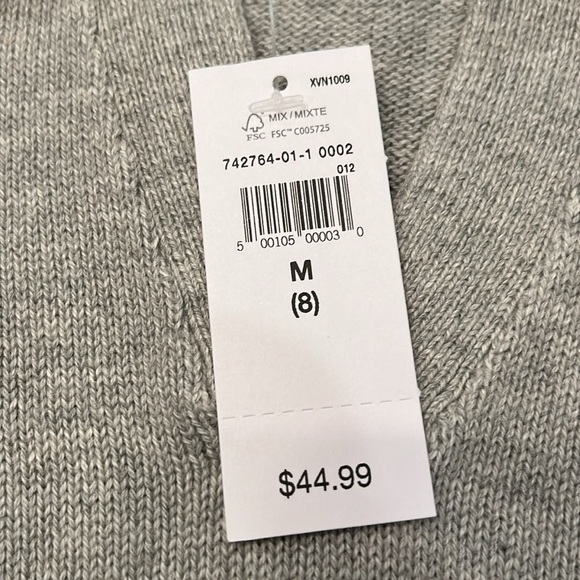 XVN1009
MIX / MIXTE
FSC FSC™ C005725
742764-01-1 0002
012
5 00105 00003 0
M
(8)
$44.99